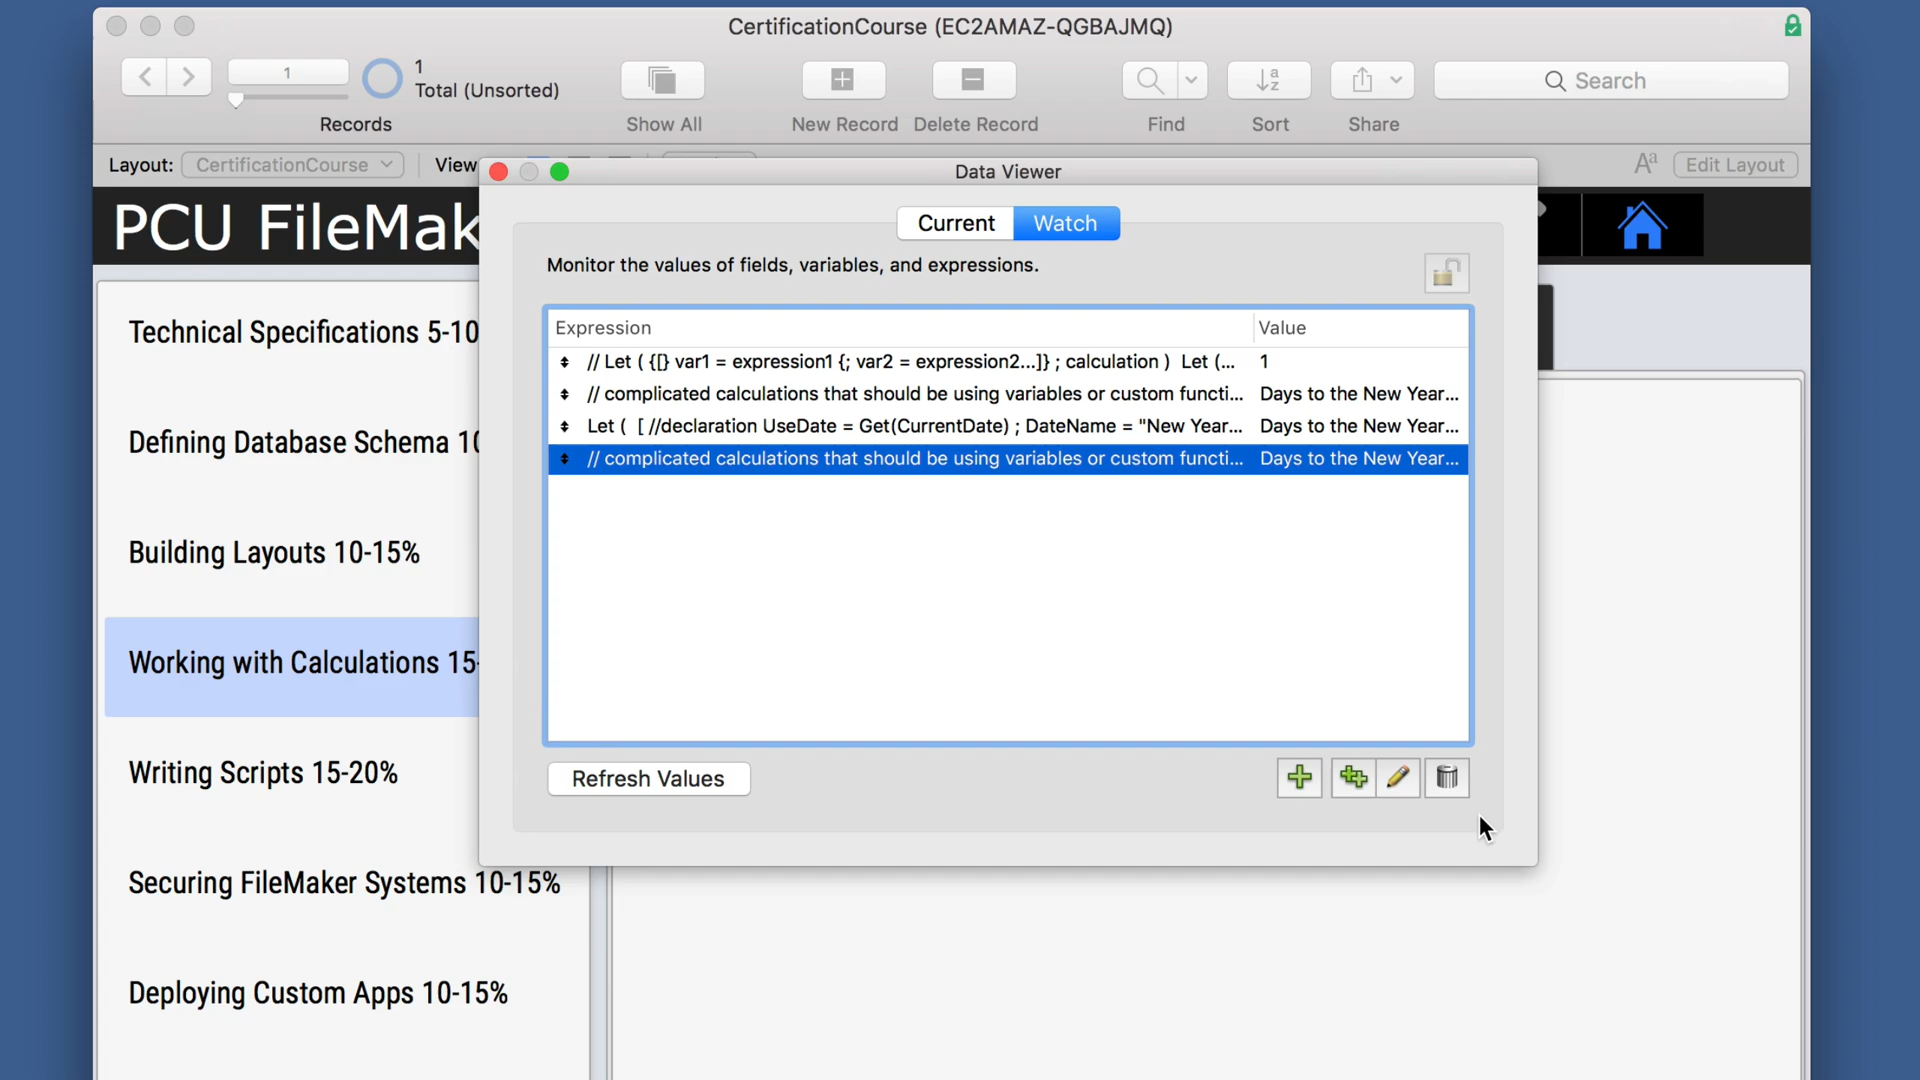 CertificationCourse (EC2AMAZ-QGBAJMQ)
1
1
Total (Unsorted)
Search
Records
Show All
New Record
Delete Record
Find
Sort
Share
Layout: CertificationCourse
View
Edit Layout
PCU FileMak
Data Viewer
Current
Watch
Monitor the values of fields, variables, and expressions.
Expression
Value
// Let ( {[} var1 = expression1 {; var2 = expression2...]} ; calculation ) Let (... 1
// complicated calculations that should be using variables or custom functi... Days to the New Year...
Let ( [ //declaration UseDate = Get(CurrentDate) ; DateName = "New Year... Days to the New Year...
// complicated calculations that should be using variables or custom functi... Days to the New Year...
Refresh Values
Technical Specifications 5-10
Defining Database Schema 10
Building Layouts 10-15%
Working with Calculations 15-
Writing Scripts 15-20%
Securing FileMaker Systems 10-15%
Deploying Custom Apps 10-15%